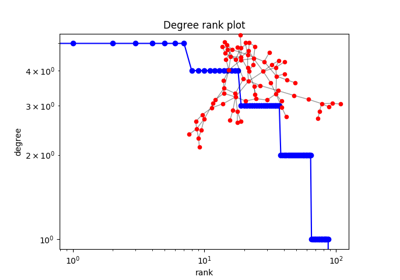 Degree rank plot
degree
4 × 10⁰
3 × 10⁰
2 × 10⁰
10⁰
10⁰
10¹
10²
rank